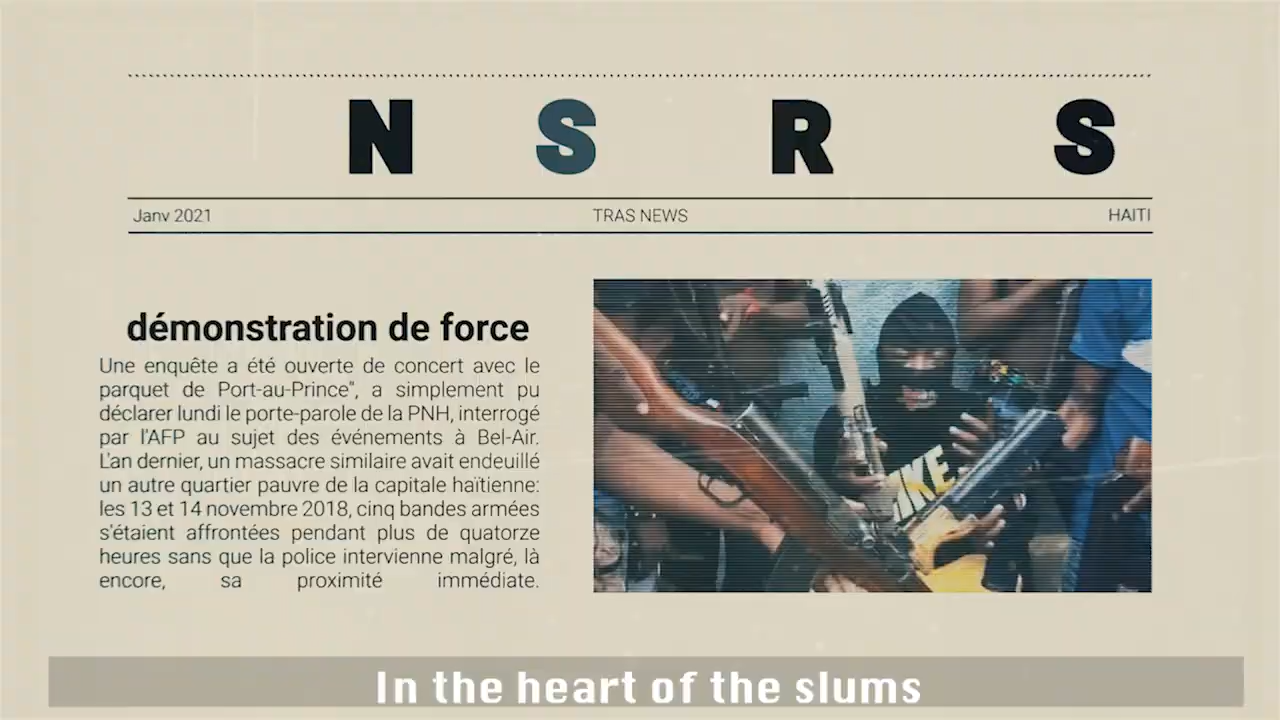 N S R S
Janv 2021 TRAS NEWS HAITI
démonstration de force
Une enquête a été ouverte de concert avec le
parquet de Port-au-Prince", a simplement pu
déclarer lundi le porte-parole de la PNH, interrogé
par l'AFP au sujet des événements à Bel-Air.
L'an dernier, un massacre similaire avait endeuillé
un autre quartier pauvre de la capitale haïtienne:
les 13 et 14 novembre 2018, cinq bandes armées
s'étaient affrontées pendant plus de quatorze
heures sans que la police intervienne malgré, là
encore, sa proximité immédiate.
IKE
In the heart of the slums